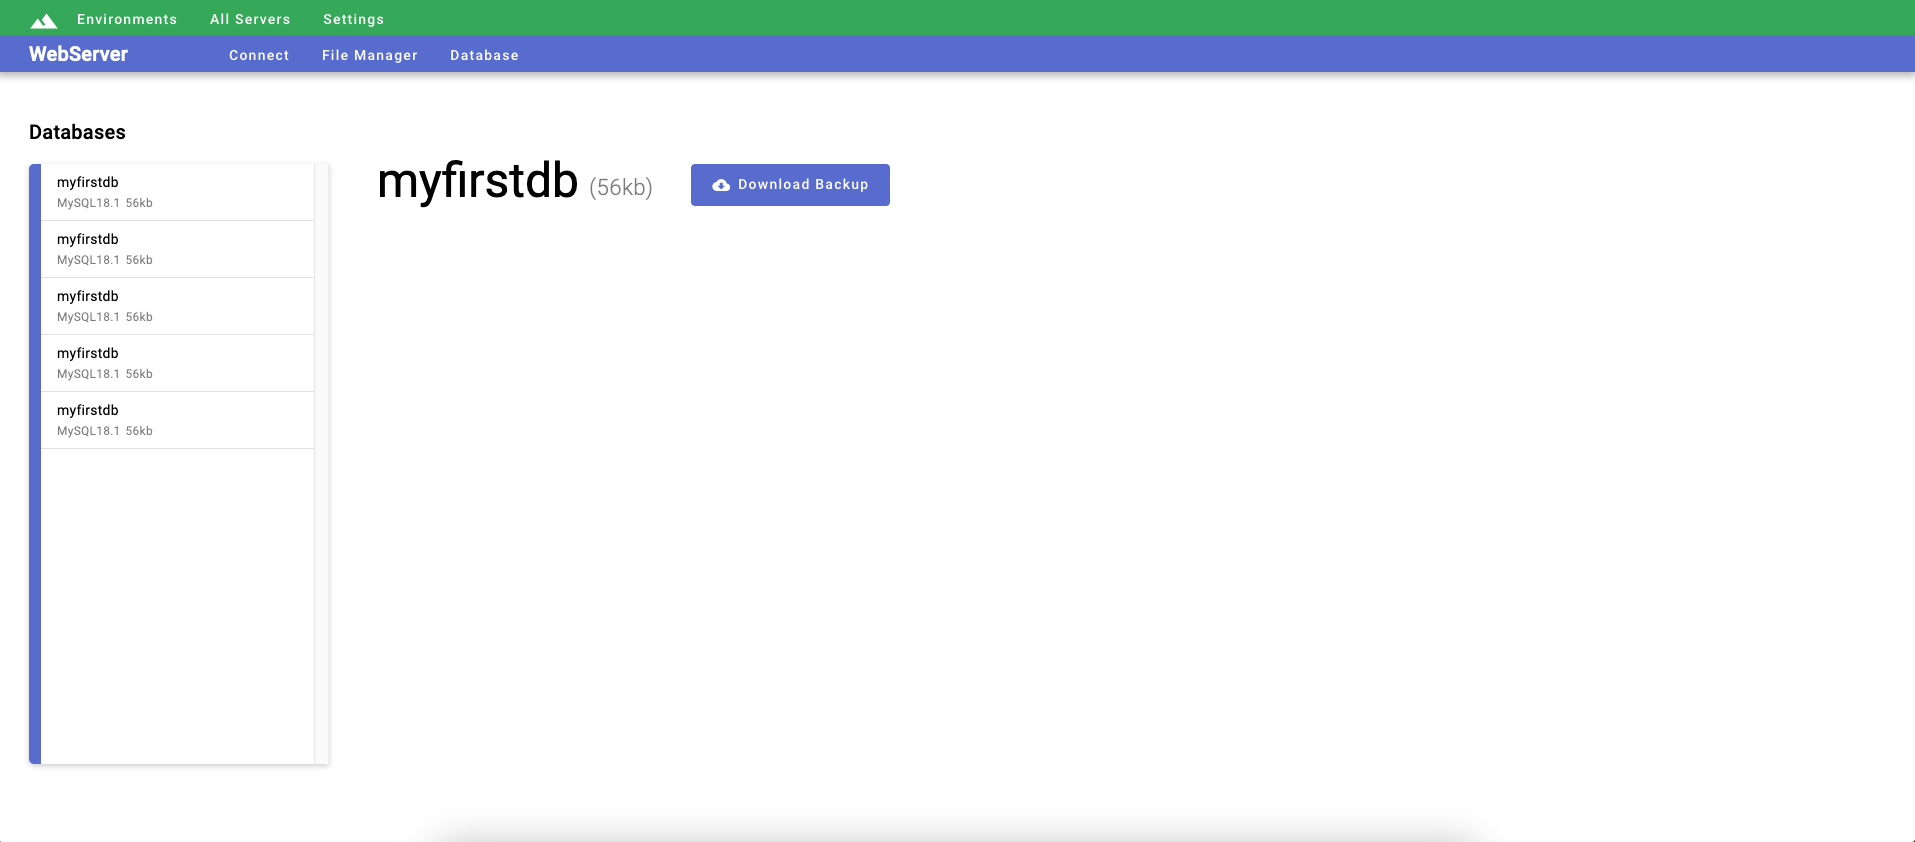 Environments All Servers Settings
WebServer Connect File Manager Database
Databases
myfirstdb
MySQL18.1 56kb
myfirstdb
MySQL18.1 56kb
myfirstdb
MySQL18.1 56kb
myfirstdb
MySQL18.1 56kb
myfirstdb
MySQL18.1 56kb
myfirstdb (56kb) Download Backup